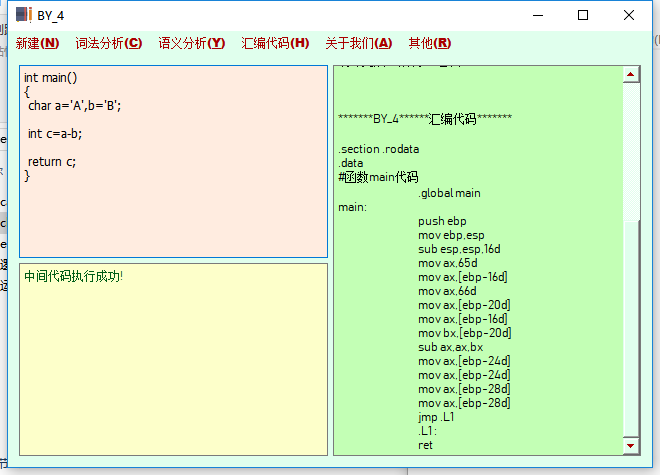 BY_4
新建(N) 词法分析(C) 语义分析(Y) 汇编代码(H) 关于我们(A) 其他(R)
int main()
{
char a='A',b='B';
int c=a-b;
return c;
}
中间代码执行成功!
*******BY_4******汇编代码*******
.section .rodata
.data
#函数main代码
.global main
main:
push ebp
mov ebp,esp
sub esp,esp,16d
mov ax,65d
mov ax,[ebp-16d]
mov ax,66d
mov ax,[ebp-20d]
mov ax,[ebp-16d]
mov bx,[ebp-20d]
sub ax,ax,bx
mov ax,[ebp-24d]
mov ax,[ebp-24d]
mov ax,[ebp-28d]
mov ax,[ebp-28d]
jmp .L1
.L1:
ret